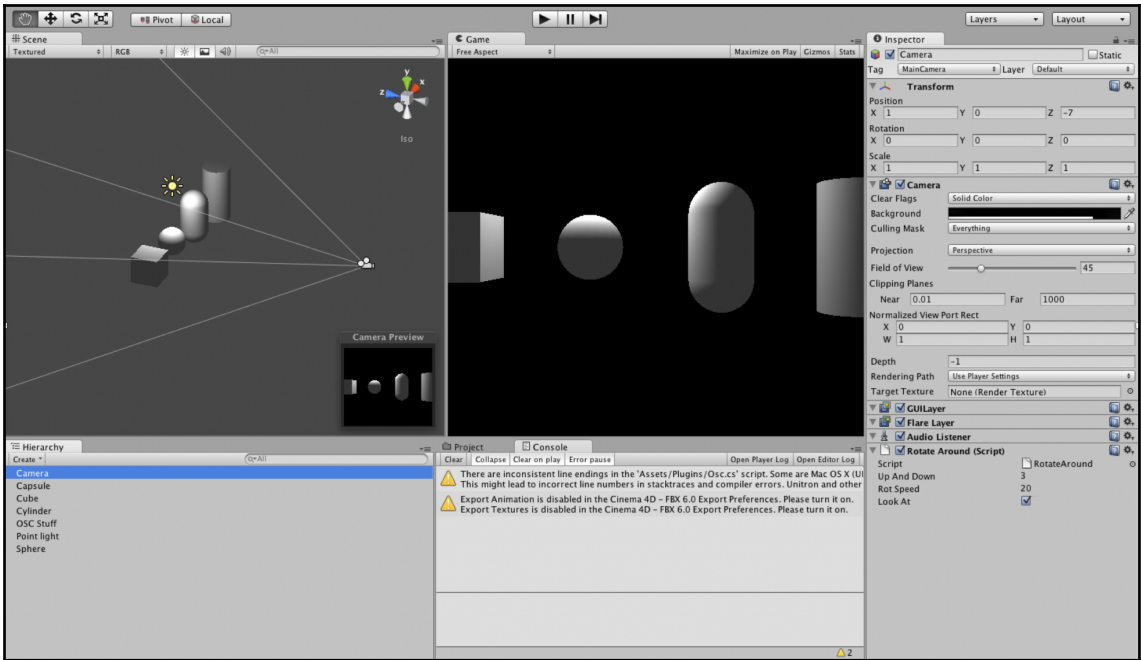 Pivot Local Layers Layout
Scene
Textured RGB All
y
x
z
Iso
Camera Preview
Game
Free Aspect Maximize on Play Gizmos Stats
Inspector
Camera Static
Tag MainCamera Layer Default
Transform
Position
X 1 Y 0 Z -7
Rotation
X 0 Y 0 Z 0
Scale
X 1 Y 1 Z 1
Camera
Clear Flags Solid Color
Background
Culling Mask Everything
Projection Perspective
Field of View 45
Clipping Planes
Near 0.01 Far 1000
Normalized View Port Rect
X 0 Y 0
W 1 H 1
Depth -1
Rendering Path Use Player Settings
Target Texture None (Render Texture)
GUILayer
Flare Layer
Audio Listener
Rotate Around (Script)
Script RotateAround
Up And Down 3
Rot Speed 20
Look At
Hierarchy
Create All
Camera
Capsule
Cube
Cylinder
OSC Stuff
Point light
Sphere
Project Console
Clear Collapse Clear on play Error pause Open Player Log Open Editor Log
There are inconsistent line endings in the 'Assets/Plugins/Osc.cs' script. Some are Mac OS X (UI
This might lead to incorrect line numbers in stacktraces and compiler errors. Unitron and other
Export Animation is disabled in the Cinema 4D - FBX 6.0 Export Preferences. Please turn it on.
Export Textures is disabled in the Cinema 4D - FBX 6.0 Export Preferences. Please turn it on.
2